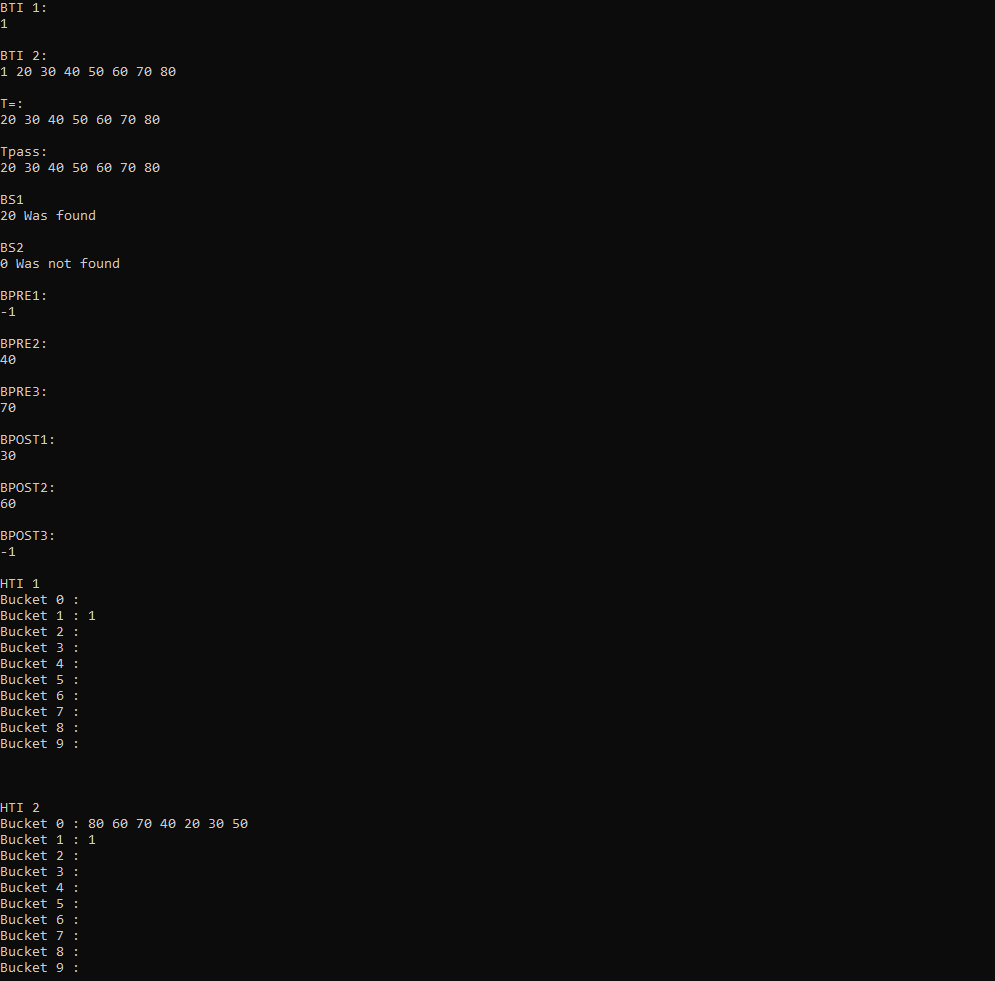 BTI 1:
1
BTI 2:
1 20 30 40 50 60 70 80
T=:
20 30 40 50 60 70 80
Tpass:
20 30 40 50 60 70 80
BS1
20 Was found
BS2
0 Was not found
BPRE1:
-1
BPRE2:
40
BPRE3:
70
BPOST1:
30
BPOST2:
60
BPOST3:
-1
HTI 1
Bucket 0 :
Bucket 1 : 1
Bucket 2 :
Bucket 3 :
Bucket 4 :
Bucket 5 :
Bucket 6 :
Bucket 7 :
Bucket 8 :
Bucket 9 :
HTI 2
Bucket 0 : 80 60 70 40 20 30 50
Bucket 1 : 1
Bucket 2 :
Bucket 3 :
Bucket 4 :
Bucket 5 :
Bucket 6 :
Bucket 7 :
Bucket 8 :
Bucket 9 :